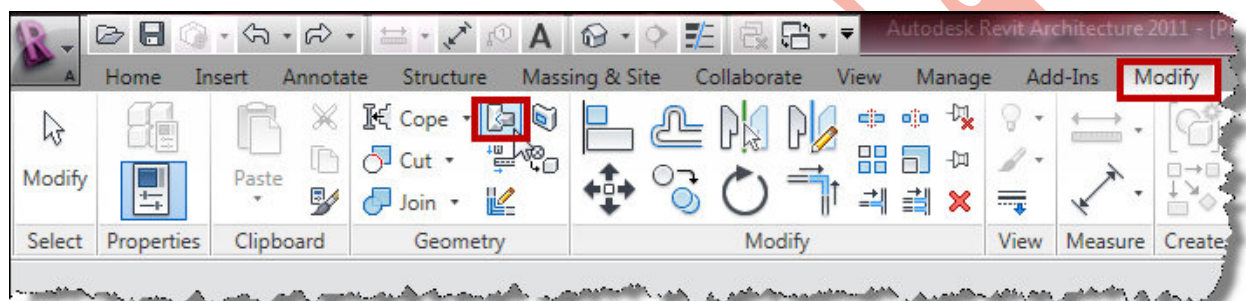 A Autodesk Revit Architecture 2011 - [P
Home Insert Annotate Structure Massing & Site Collaborate View Manage Add-Ins Modify
Modify Paste Cope
Cut
Join
Select Properties Clipboard Geometry Modify View Measure Create